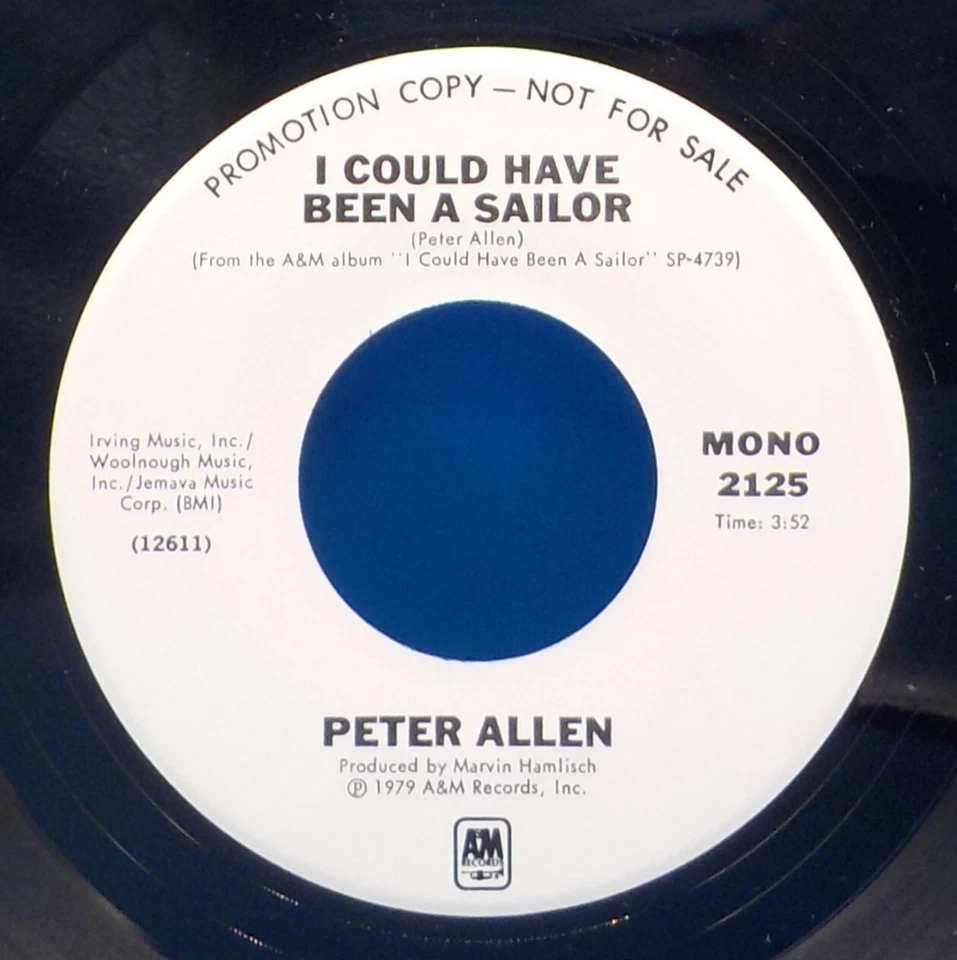 PROMOTION COPY — NOT FOR SALE
I COULD HAVE
BEEN A SAILOR
(Peter Allen)
(From the A&M album "I Could Have Been A Sailor" SP-4739)
Irving Music, Inc./
Woolnough Music,
Inc./Jemava Music
Corp. (BMI)
(12611)
MONO
2125
Time: 3:52
PETER ALLEN
Produced by Marvin Hamlisch
℗ 1979 A&M Records, Inc.
A&M
RECORDS